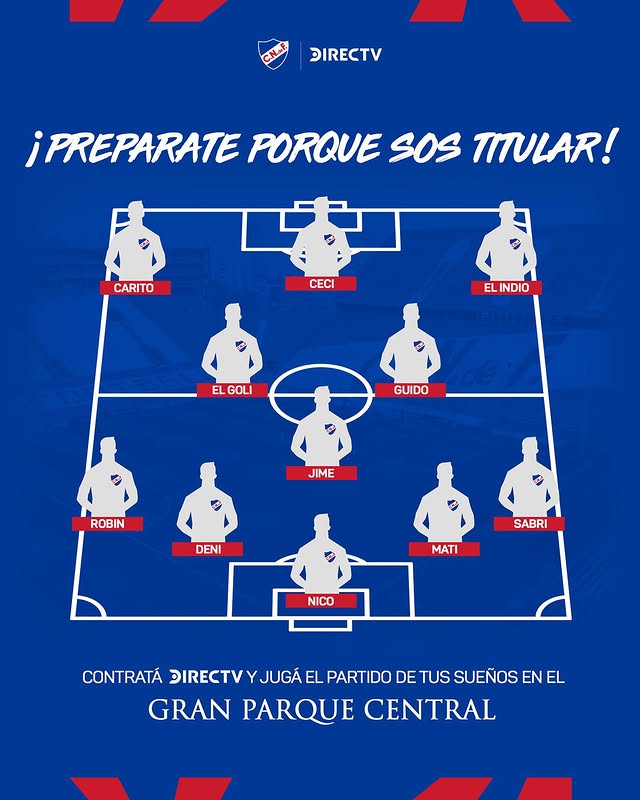 C.N. de F. DIRECTV
¡PREPARATE PORQUE SOS TITULAR!
CARITO CECI EL INDIO
EL GOLI GUIDO
JIME
ROBIN SABRI
DENI MATI
NICO
CONTRATÁ DIRECTV Y JUGÁ EL PARTIDO DE TUS SUEÑOS EN EL
GRAN PARQUE CENTRAL